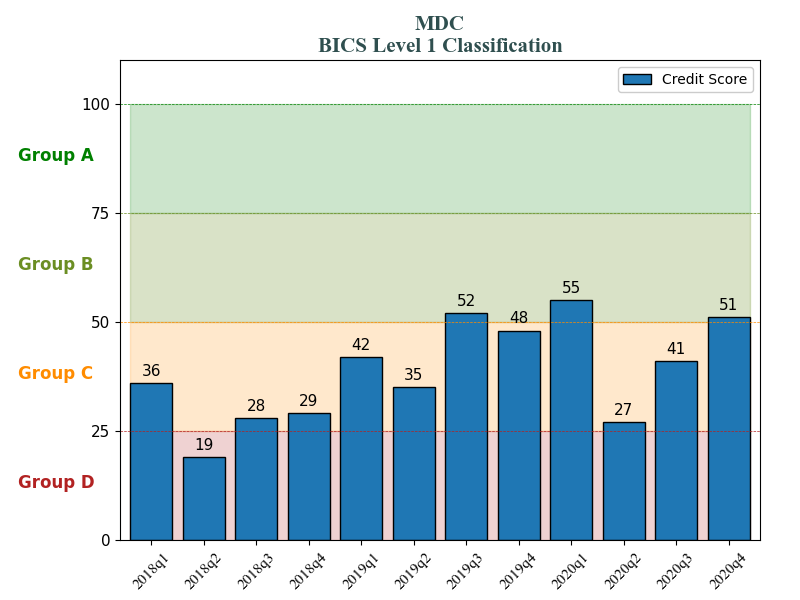 MDC
BICS Level 1 Classification
Credit Score
100
Group A
75
Group B
50
Group C
25
Group D
0
36
19
28
29
42
35
52
48
55
27
41
51
2018q1
2018q2
2018q3
2018q4
2019q1
2019q2
2019q3
2019q4
2020q1
2020q2
2020q3
2020q4